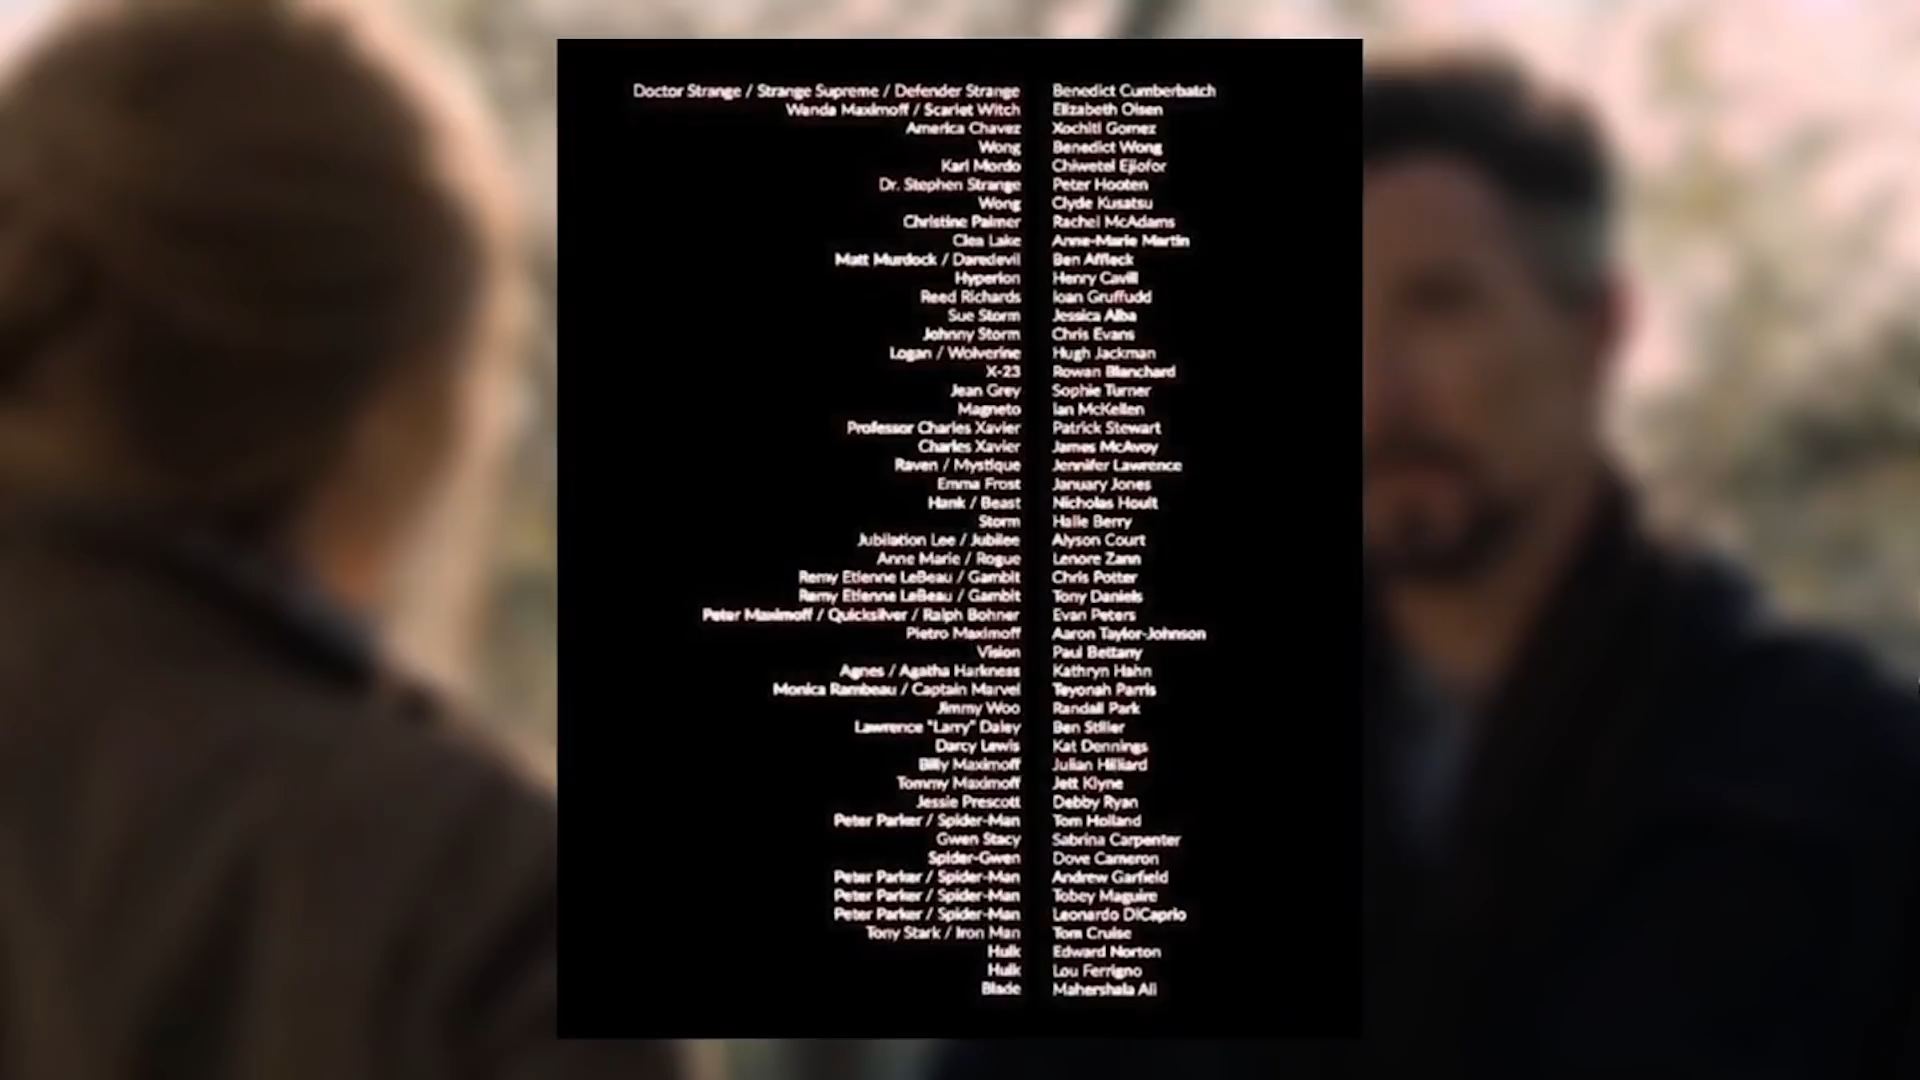 Doctor Strange / Strange Supreme / Defender Strange Benedict Cumberbatch
Wanda Maximoff / Scarlet Witch Elizabeth Olsen
America Chavez Xochitl Gomez
Wong Benedict Wong
Karl Mordo Chiwetel Ejiofor
Dr. Stephen Strange Peter Hooten
Wong Clyde Kusatsu
Christine Palmer Rachel McAdams
Clea Lake Anne-Marie Martin
Matt Murdock / Daredevil Ben Affleck
Hyperion Henry Cavill
Reed Richards Ioan Gruffudd
Sue Storm Jessica Alba
Johnny Storm Chris Evans
Logan / Wolverine Hugh Jackman
X-23 Rowan Blanchard
Jean Grey Sophie Turner
Magneto Ian McKellen
Professor Charles Xavier Patrick Stewart
Charles Xavier James McAvoy
Raven / Mystique Jennifer Lawrence
Emma Frost January Jones
Hank / Beast Nicholas Hoult
Storm Halle Berry
Jubilation Lee / Jubilee Alyson Court
Anne Marie / Rogue Lenore Zann
Remy Etienne LeBeau / Gambit Chris Potter
Remy Etienne LeBeau / Gambit Tony Daniels
Peter Maximoff / Quicksilver / Ralph Bohner Evan Peters
Pietro Maximoff Aaron Taylor-Johnson
Vision Paul Bettany
Agnes / Agatha Harkness Kathryn Hahn
Monica Rambeau / Captain Marvel Teyonah Parris
Jimmy Woo Randall Park
Lawrence "Larry" Daley Ben Stiller
Darcy Lewis Kat Dennings
Billy Maximoff Julian Hilliard
Tommy Maximoff Jett Klyne
Jessie Prescott Debby Ryan
Peter Parker / Spider-Man Tom Holland
Gwen Stacy Sabrina Carpenter
Spider-Gwen Dove Cameron
Peter Parker / Spider-Man Andrew Garfield
Peter Parker / Spider-Man Tobey Maguire
Peter Parker / Spider-Man Leonardo DiCaprio
Tony Stark / Iron Man Tom Cruise
Hulk Edward Norton
Hulk Lou Ferrigno
Blade Mahershala Ali